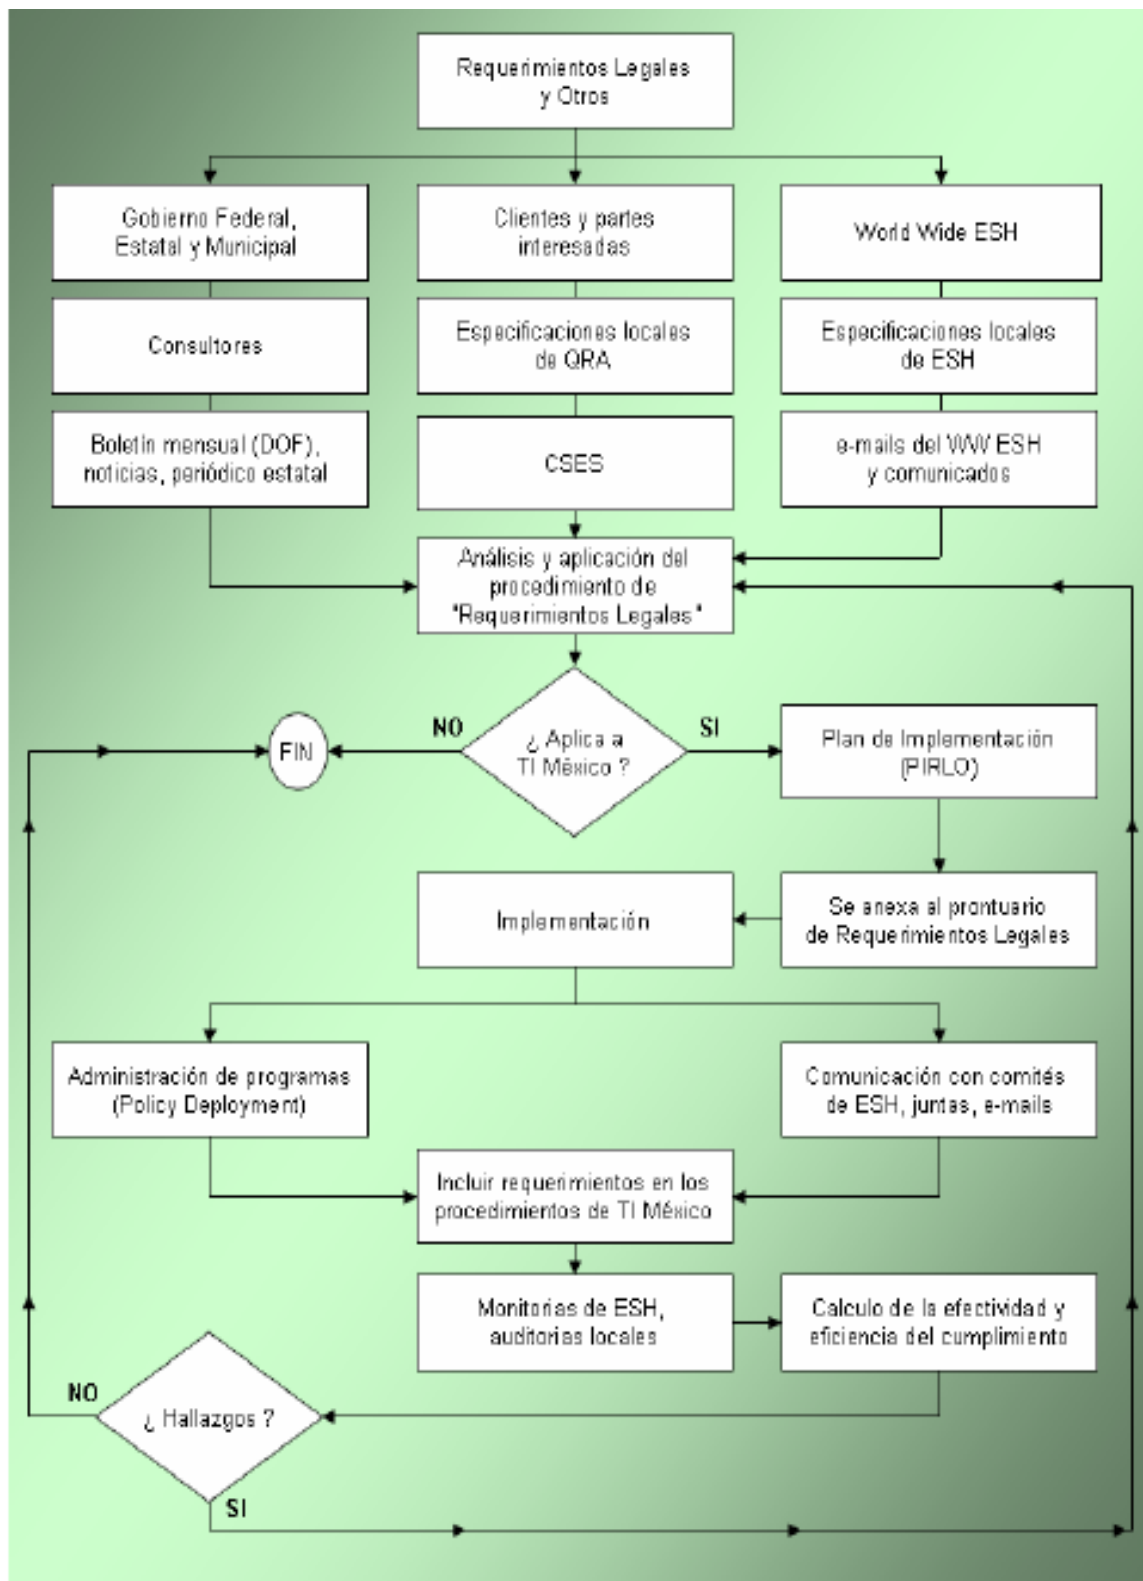 Requerimientos Legales
y Otros
Gobierno Federal,
Estatal y Municipal
Clientes y partes
interesadas
World Wide ESH
Consultores
Especificaciones locales
de QRA
Especificaciones locales
de ESH
Boletín mensual (DOF),
noticias, periódico estatal
CSES
e-mails del WW ESH
y comunicados
Análisis y aplicación del
procedimiento de
"Requerimientos Legales"
NO
SI
FIN
¿ Aplica a
TI México ?
Plan de Implementación
(PIRLO)
Implementación
Se anexa al prontuario
de Requerimientos Legales
Administración de programas
(Policy Deployment)
Comunicación con comités
de ESH, juntas, e-mails
Incluir requerimientos en los
procedimientos de TI México
Monitorias de ESH,
auditorias locales
Calculo de la efectividad y
eficiencia del cumplimiento
NO
¿ Hallazgos ?
SI